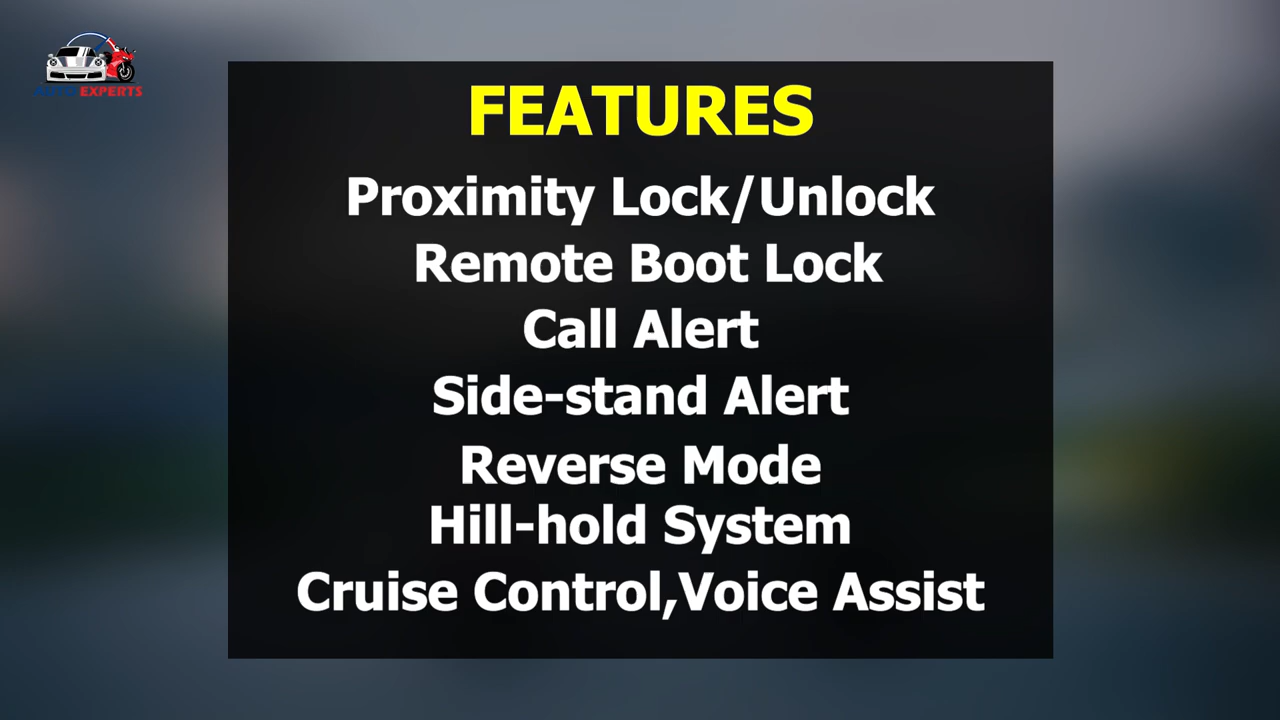 AUTO EXPERTS
FEATURES
Proximity Lock/Unlock
Remote Boot Lock
Call Alert
Side-stand Alert
Reverse Mode
Hill-hold System
Cruise Control,Voice Assist